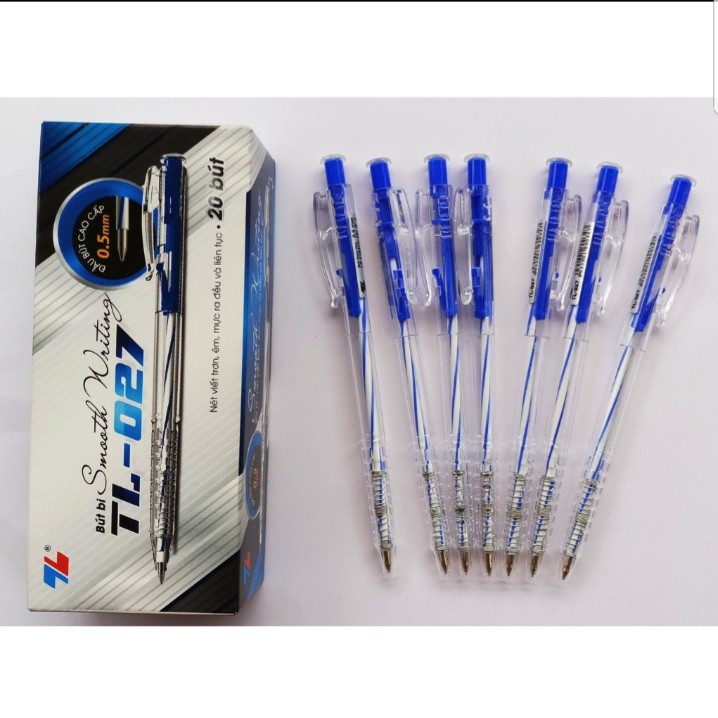 ĐẦU BÚT CAO CẤP
0.5mm
Bút bi Smooth Writing
TL-027
Nét viết trơn, êm, mực ra đều và liên tục • 20 bút
TL®